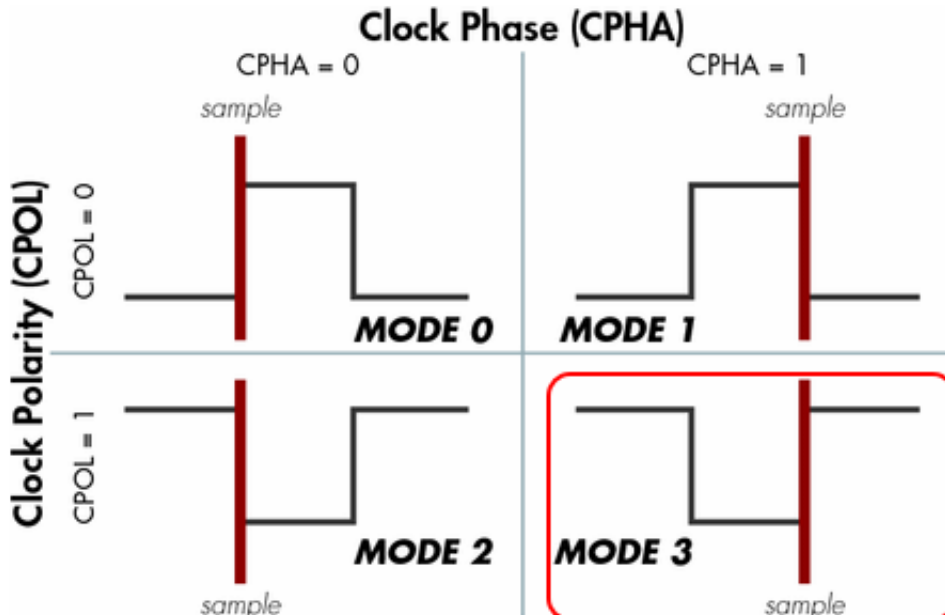 Clock Phase (CPHA)
CPHA = 0
CPHA = 1
sample
sample
Clock Polarity (CPOL)
CPOL = 0
MODE 0
MODE 1
CPOL = 1
MODE 2
MODE 3
sample
sample